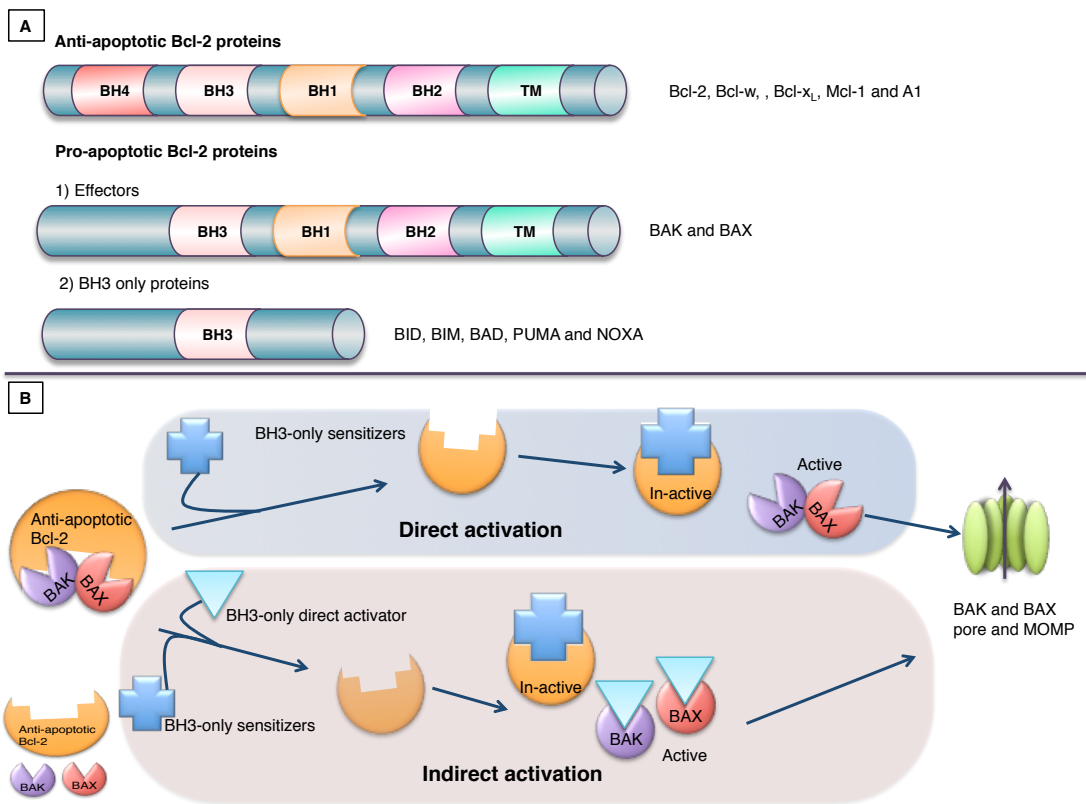 A
Anti-apoptotic Bcl-2 proteins
BH4 BH3 BH1 BH2 TM
Bcl-2, Bcl-w, , Bcl-xL, Mcl-1 and A1
Pro-apoptotic Bcl-2 proteins
1) Effectors
BH3 BH1 BH2 TM
BAK and BAX
2) BH3 only proteins
BH3
BID, BIM, BAD, PUMA and NOXA
B
BH3-only sensitizers
In-active
Active
BAK
BAX
Direct activation
Anti-apoptotic
Bcl-2
BAK
BAX
BH3-only direct activator
BH3-only sensitizers
In-active
BAK
BAX
Active
Indirect activation
BAK and BAX
pore and MOMP
Anti-apoptotic
Bcl-2
BAK
BAX